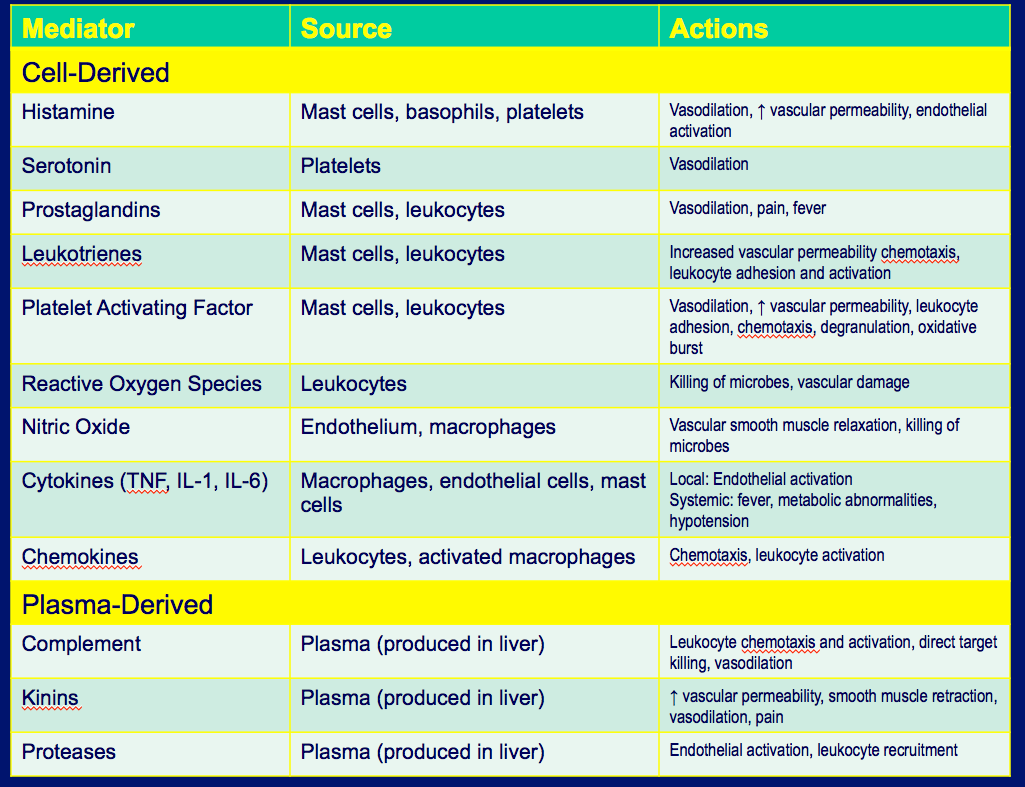 Mediator Source Actions
Cell-Derived
Histamine Mast cells, basophils, platelets Vasodilation, ↑ vascular permeability, endothelial
activation
Serotonin Platelets Vasodilation
Prostaglandins Mast cells, leukocytes Vasodilation, pain, fever
Leukotrienes Mast cells, leukocytes Increased vascular permeability chemotaxis,
leukocyte adhesion and activation
Platelet Activating Factor Mast cells, leukocytes Vasodilation, ↑ vascular permeability, leukocyte
adhesion, chemotaxis, degranulation, oxidative
burst
Reactive Oxygen Species Leukocytes Killing of microbes, vascular damage
Nitric Oxide Endothelium, macrophages Vascular smooth muscle relaxation, killing of
microbes
Cytokines (TNF, IL-1, IL-6) Macrophages, endothelial cells, mast
cells
Local: Endothelial activation
Systemic: fever, metabolic abnormalities,
hypotension
Chemokines Leukocytes, activated macrophages Chemotaxis, leukocyte activation
Plasma-Derived
Complement Plasma (produced in liver) Leukocyte chemotaxis and activation, direct target
killing, vasodilation
Kinins Plasma (produced in liver) ↑ vascular permeability, smooth muscle retraction,
vasodilation, pain
Proteases Plasma (produced in liver) Endothelial activation, leukocyte recruitment